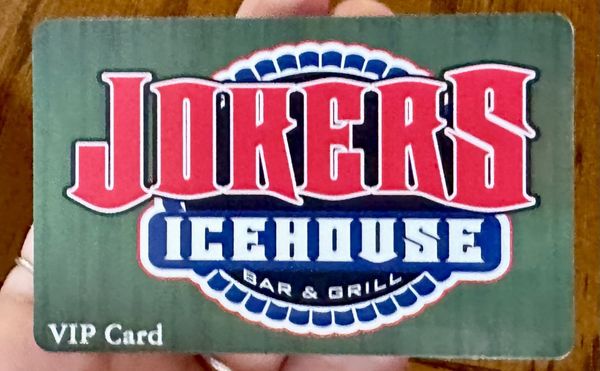 JOKERS
ICEHOUSE
BAR & GRILL
VIP Card